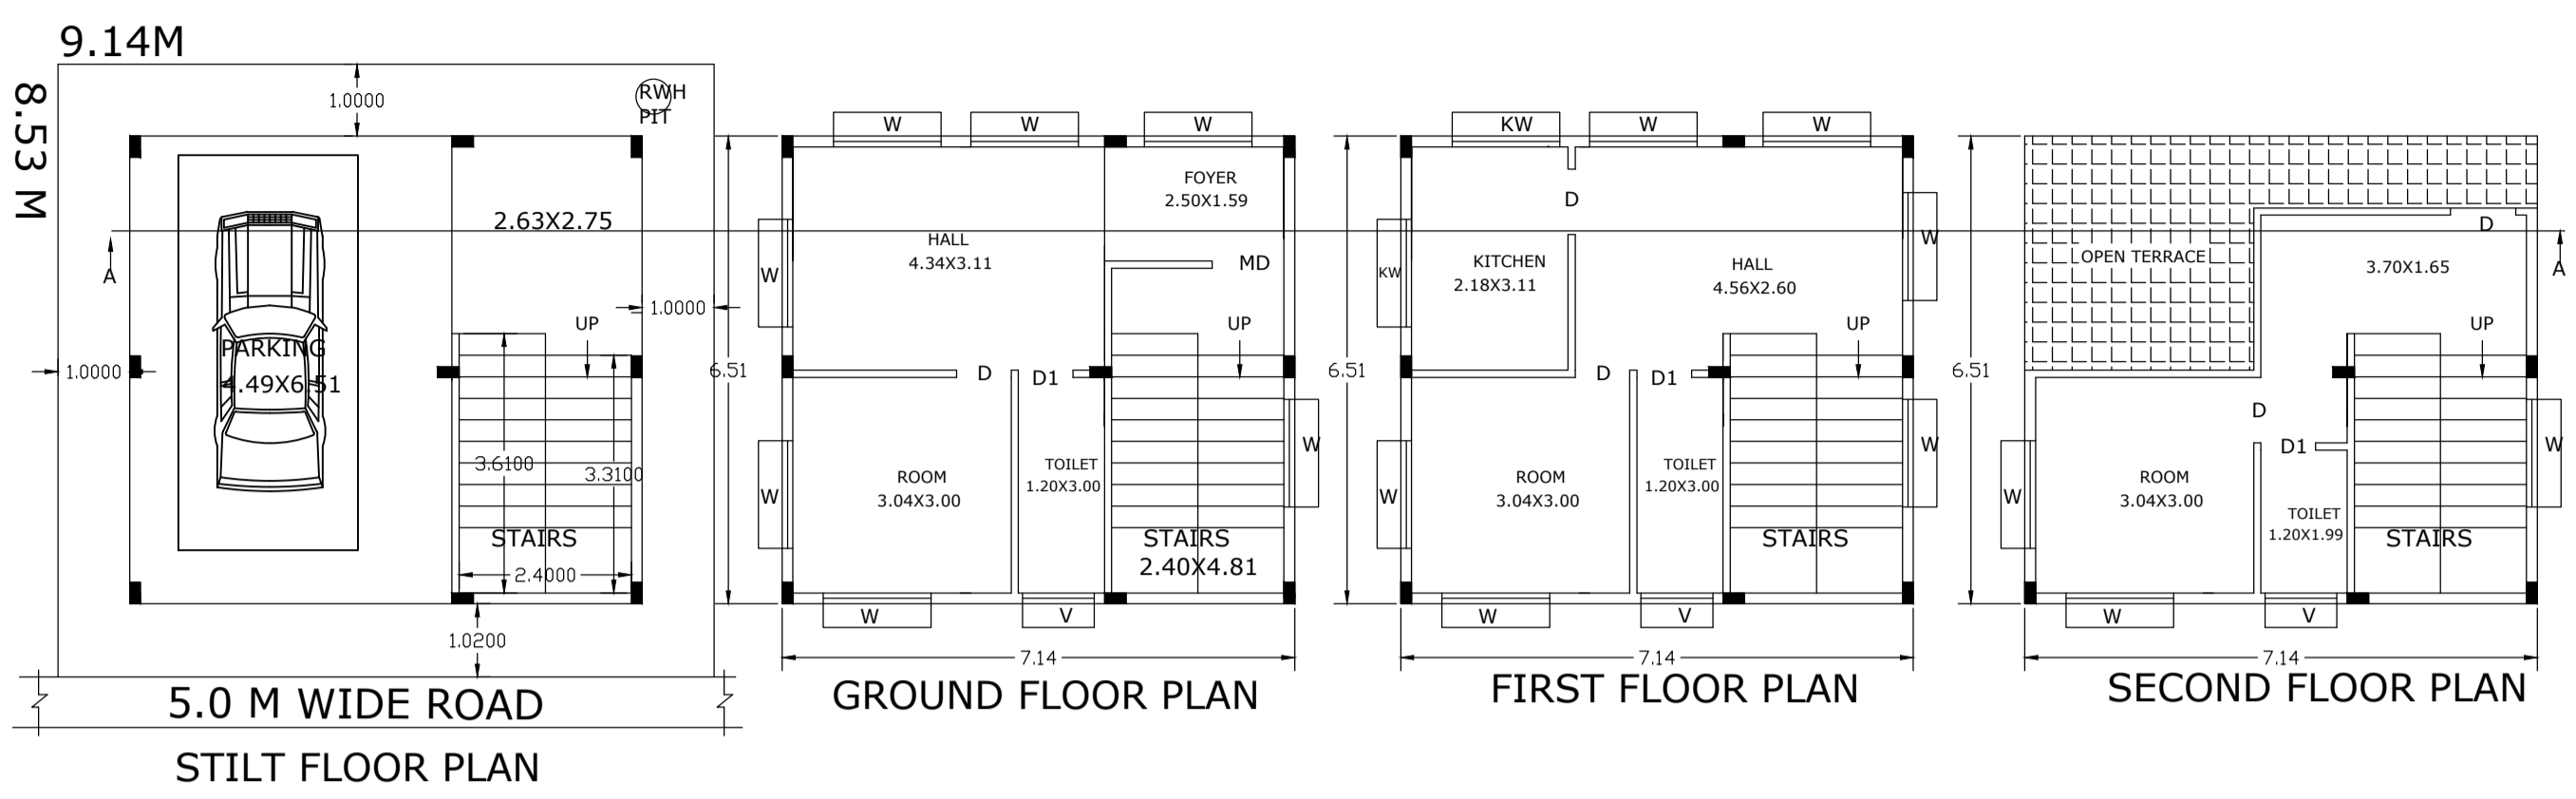 9.14M
8.53 M
1.0000
RWH
PIT
2.63X2.75
A
PARKING
4.49X6.51
1.0000
1.0000
UP
3.6100
3.3100
STAIRS
2.4000
1.0200
5.0 M WIDE ROAD
STILT FLOOR PLAN
W
W
W
FOYER
2.50X1.59
HALL
4.34X3.11
W
MD
UP
6.51
D
D1
W
W
ROOM
3.04X3.00
TOILET
1.20X3.00
STAIRS
2.40X4.81
W
V
7.14
GROUND FLOOR PLAN
KW
W
W
D
W
KW
KITCHEN
2.18X3.11
HALL
4.56X2.60
UP
6.51
D
D1
W
W
ROOM
3.04X3.00
TOILET
1.20X3.00
STAIRS
W
V
7.14
FIRST FLOOR PLAN
D
OPEN TERRACE
3.70X1.65
A
UP
6.51
D
D1
W
W
ROOM
3.04X3.00
TOILET
1.20X1.99
STAIRS
W
V
7.14
SECOND FLOOR PLAN